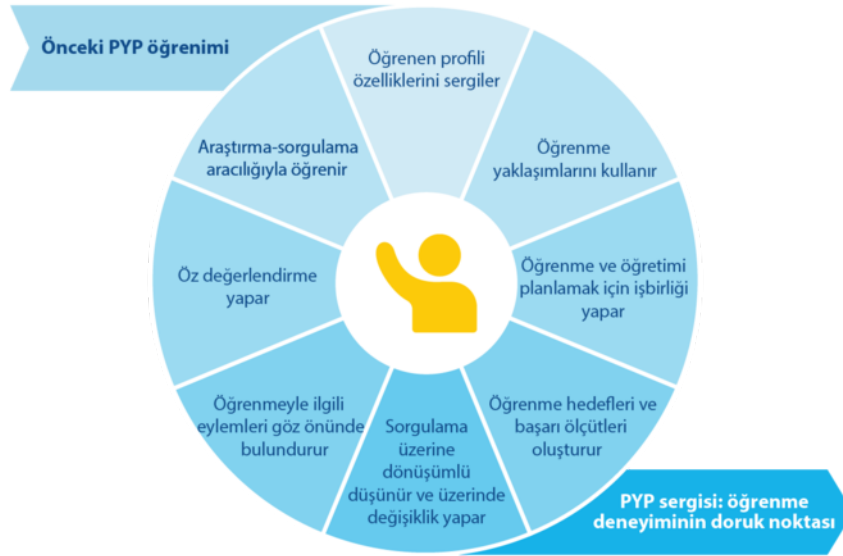 Önceki PYP öğrenimi
Öğrenen profili
özelliklerini sergiler
Öğrenme
yaklaşımlarını kullanır
Öğrenme ve öğretimi
planlamak için işbirliği
yapar
Öğrenme hedefleri ve
başarı ölçütleri
oluşturur
Sorgulama
üzerine
dönüşümlü
düşünür ve üzerinde
değişiklik yapar
Öğrenmeyle ilgili
eylemleri göz önünde
bulundurur
Öz değerlendirme
yapar
Araştırma-sorgulama
aracılığıyla öğrenir
PYP sergisi: öğrenme
deneyiminin doruk noktası